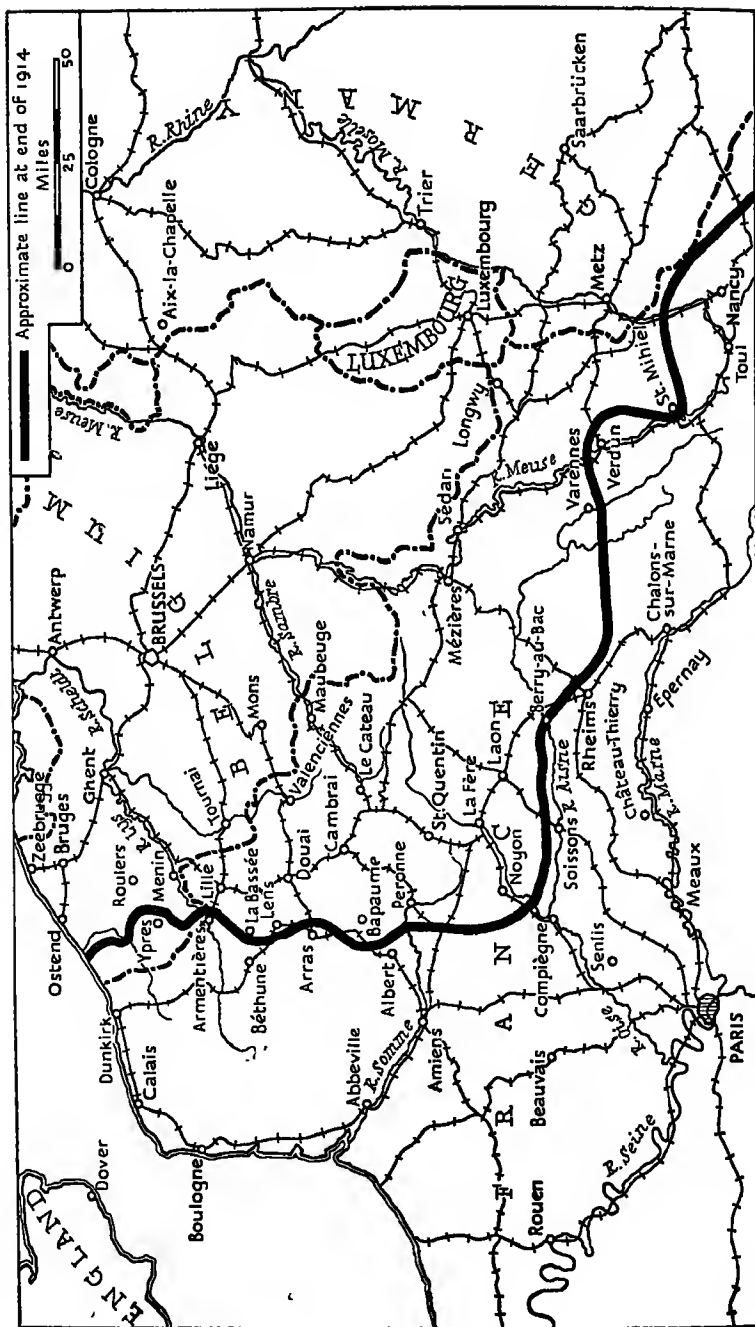 Approximate line at end of 1914
Miles
0 25 50
ENGLAND
Dover
Boulogne
Calais
Dunkirk
Ostend
Zeebrugge
Bruges
Ghent
R. Scheldt
Antwerp
R. Meuse
Cologne
R. Rhine
Aix-la-Chapelle
BRUSSELS
BELGIUM
Roulers
Menin
R. Lys
Ypres
Lille
Tournai
Armentières
La Bassée
Lens
Béthune
Arras
Douai
Mons
Valenciennes
Maubeuge
R. Sambre
Namur
Liége
Cambrai
Le Cateau
Bapaume
Peronne
Albert
Abbeville
R. Somme
Amiens
St. Quentin
La Fère
Laon
Noyon
Mézières
Sédan
R. Meuse
Longwy
LUXEMBOURG
Luxembourg
Trier
R. Moselle
GERMANY
Saarbrücken
Metz
Rouen
R. Seine
Beauvais
FRANCE
Compiègne
Senlis
R. Oise
Soissons
R. Aisne
Berry-au-Bac
Rheims
Varennes
Verdun
St. Mihiel
Nancy
Toul
Chalons-
sur-Marne
Epernay
Château-Thierry
R. Marne
Meaux
PARIS